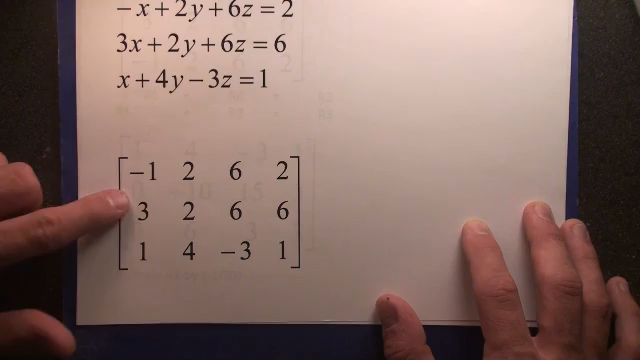 −x+2y+6z=2
3x+2y+6z=6
x+4y−3z=1
−1 2 6 2
3 2 6 6
1 4 −3 1